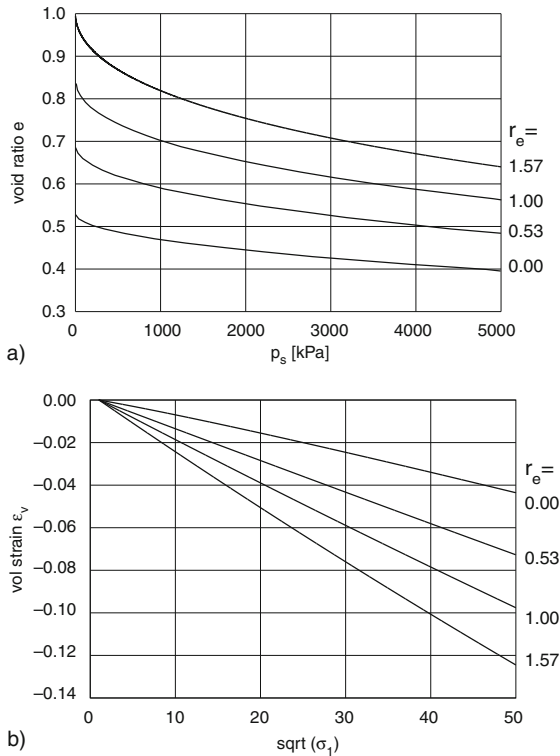 1.0
0.9
0.8
0.7
0.6
0.5
0.4
0.3
void ratio e
r_e=
1.57
1.00
0.53
0.00
0 1000 2000 3000 4000 5000
p_s [kPa]
a)
0.00
−0.02
−0.04
−0.06
−0.08
−0.10
−0.12
−0.14
vol strain ε_v
r_e=
0.00
0.53
1.00
1.57
0 10 20 30 40 50
sqrt (σ_1)
b)